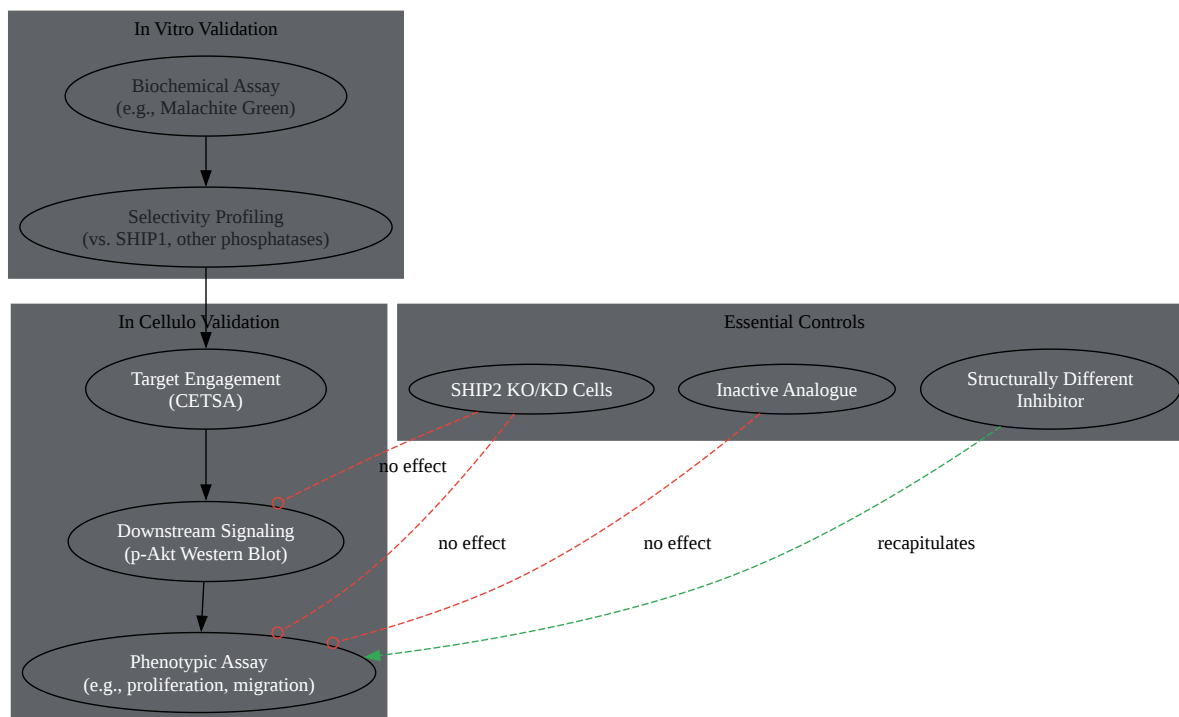 In Vitro Validation
Biochemical Assay
(e.g., Malachite Green)
Selectivity Profiling
(vs. SHIP1, other phosphatases)
In Cellulo Validation
Target Engagement
(CETSA)
Downstream Signaling
(p-Akt Western Blot)
Phenotypic Assay
(e.g., proliferation, migration)
Essential Controls
SHIP2 KO/KD Cells
Inactive Analogue
Structurally Different
Inhibitor
no effect
no effect
no effect
recapitulates